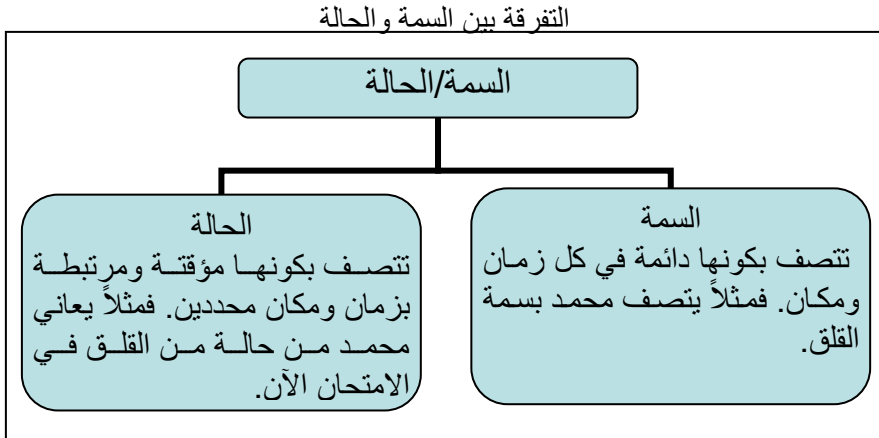 التفرقة بين السمة والحالة
السمة/الحالة
السمة
تتصف بكونها دائمة في كل زمان
ومكان. فمثلاً يتصف محمد بسمة
القلق.
الحالة
تتصف بكونها مؤقتة ومرتبطة
بزمان ومكان محددين. فمثلاً يعاني
محمد من حالة من القلق في
الامتحان الآن.